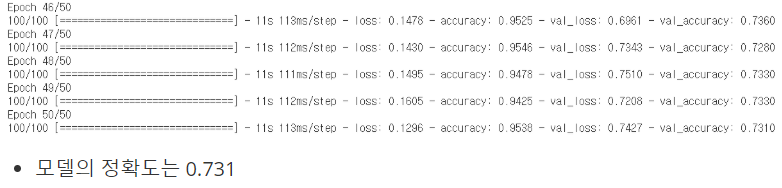 Epoch 46/50
100/100 [==============================] - 11s 113ms/step - loss: 0.1478 - accuracy: 0.9525 - val_loss: 0.6961 - val_accuracy: 0.7360
Epoch 47/50
100/100 [==============================] - 11s 112ms/step - loss: 0.1430 - accuracy: 0.9546 - val_loss: 0.7343 - val_accuracy: 0.7280
Epoch 48/50
100/100 [==============================] - 11s 111ms/step - loss: 0.1495 - accuracy: 0.9478 - val_loss: 0.7510 - val_accuracy: 0.7330
Epoch 49/50
100/100 [==============================] - 11s 112ms/step - loss: 0.1605 - accuracy: 0.9425 - val_loss: 0.7208 - val_accuracy: 0.7330
Epoch 50/50
100/100 [==============================] - 11s 113ms/step - loss: 0.1296 - accuracy: 0.9538 - val_loss: 0.7427 - val_accuracy: 0.7310
• 모델의 정확도는 0.731